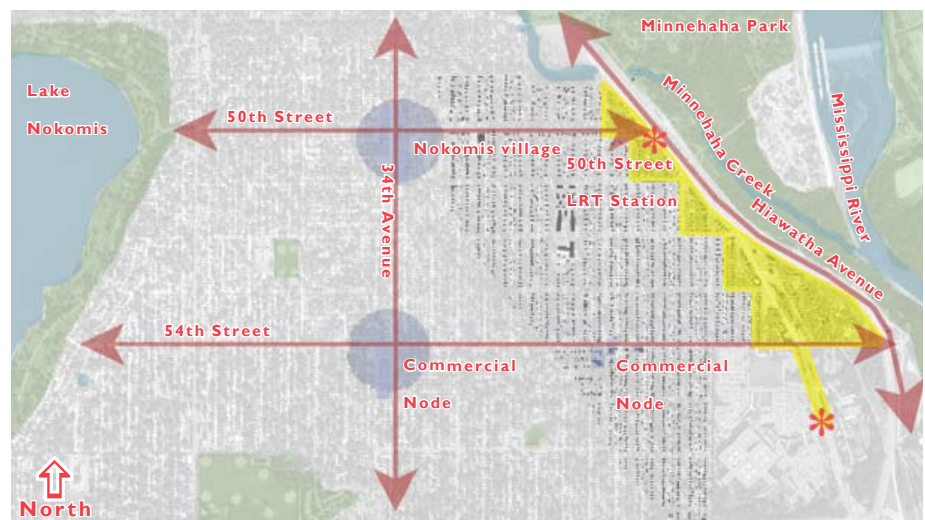 Minnehaha Park
Lake
Nokomis
50th Street
Minnehaha Creek
Mississippi River
Nokomis village
50th Street
LRT Station
34th Avenue
Hiawatha Avenue
54th Street
Commercial
Node
Commercial
Node
North